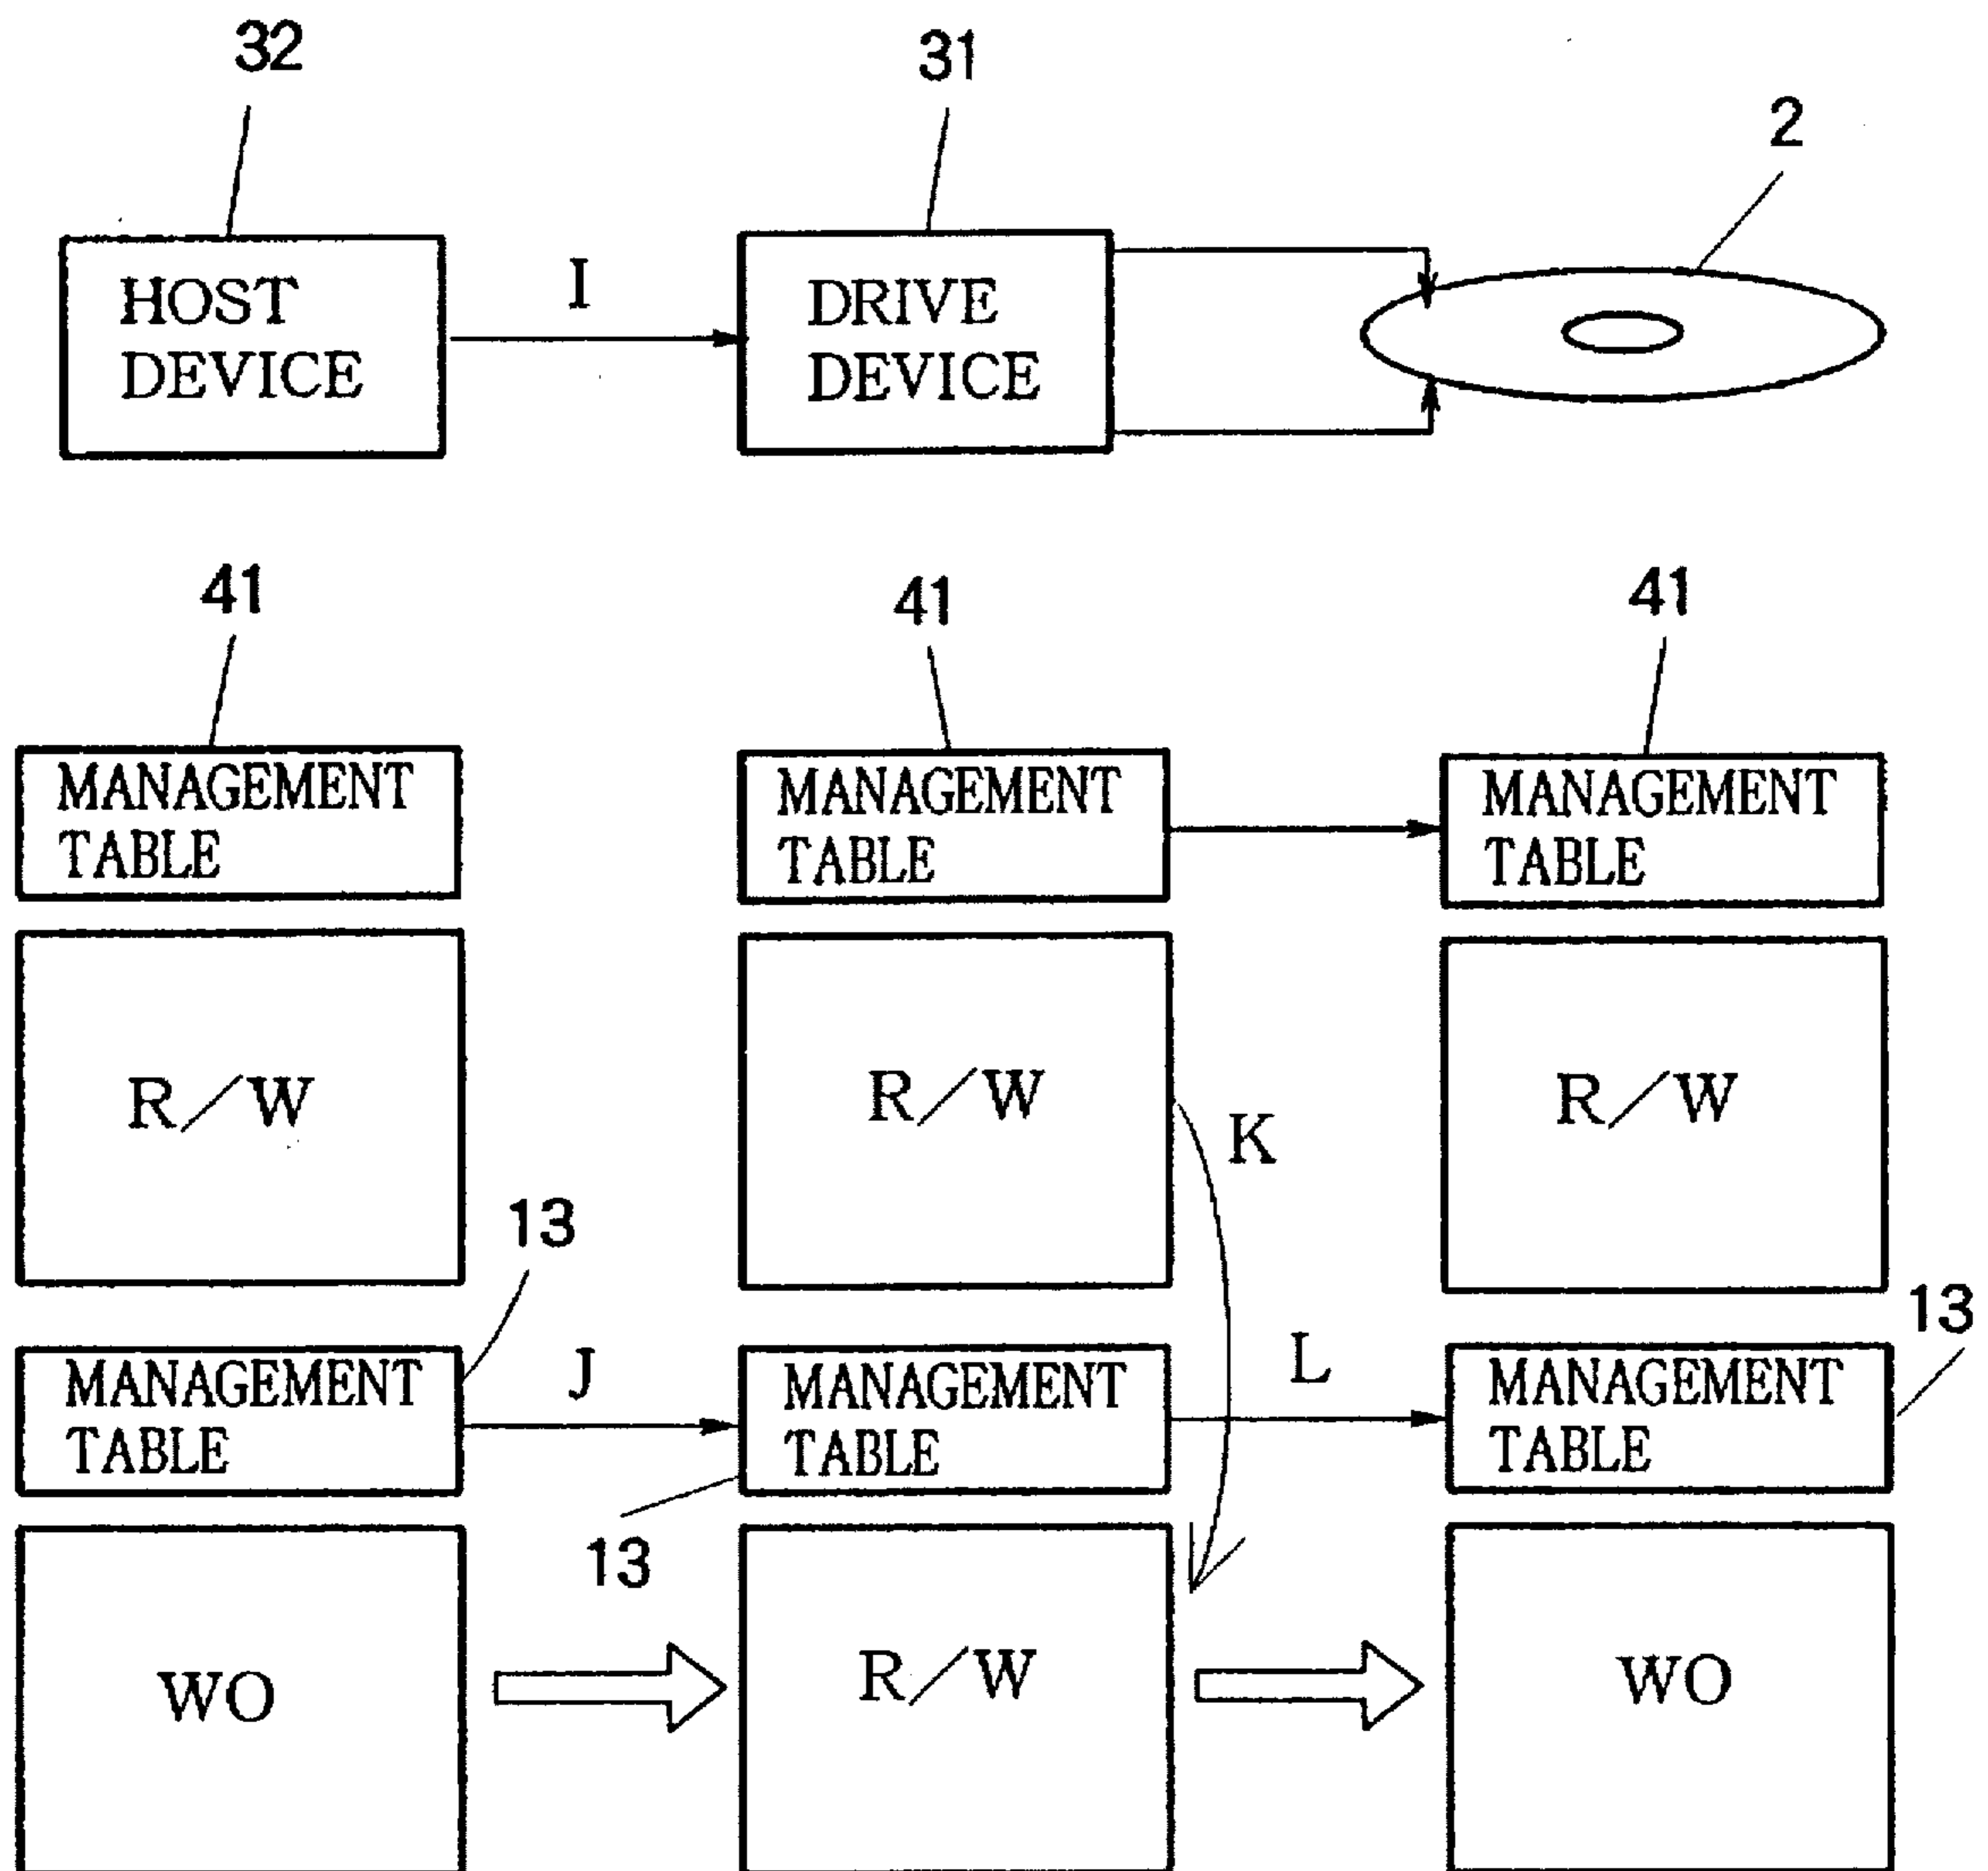 32
31
2
HOST
DEVICE
I
DRIVE
DEVICE
41
41
41
MANAGEMENT
TABLE
MANAGEMENT
TABLE
MANAGEMENT
TABLE
R/W
R/W
K
R/W
13
13
MANAGEMENT
TABLE
J
MANAGEMENT
TABLE
L
MANAGEMENT
TABLE
13
WO
R/W
WO